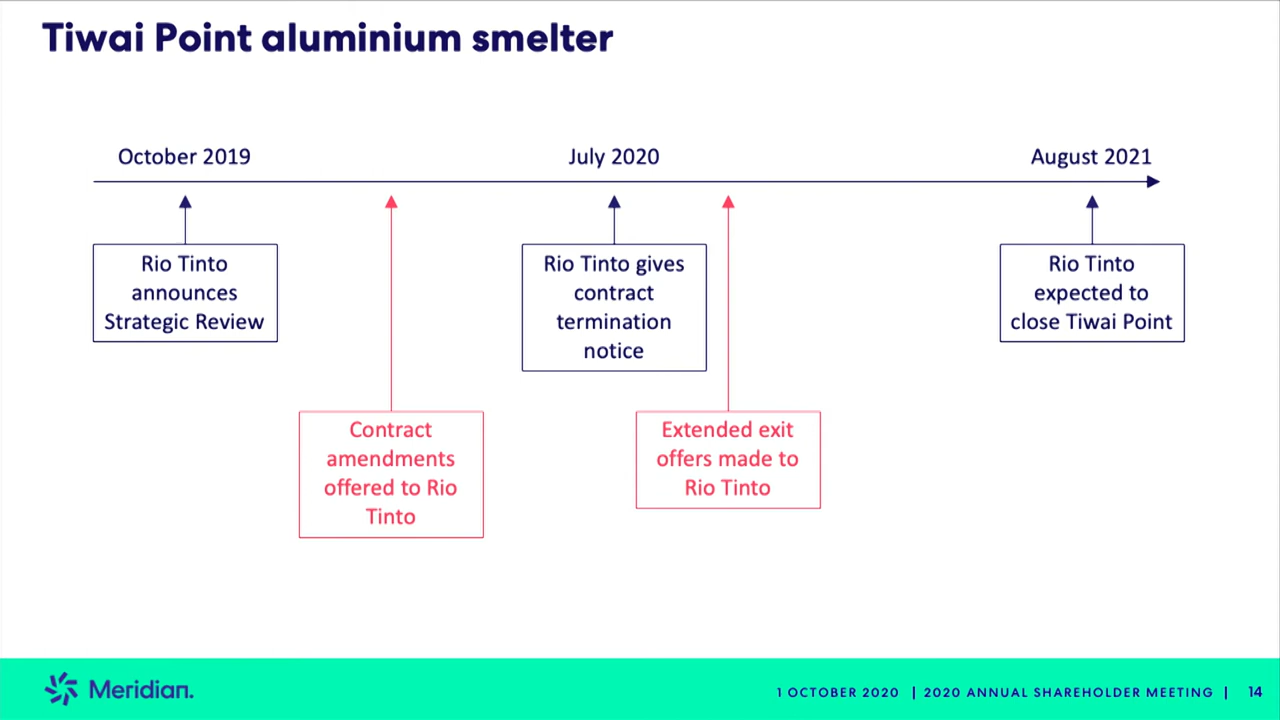 Tiwai Point aluminium smelter
October 2019
July 2020
August 2021
Rio Tinto
announces
Strategic Review
Rio Tinto gives
contract
termination
notice
Rio Tinto
expected to
close Tiwai Point
Contract
amendments
offered to Rio
Tinto
Extended exit
offers made to
Rio Tinto
Meridian.
1 OCTOBER 2020 | 2020 ANNUAL SHAREHOLDER MEETING | 14